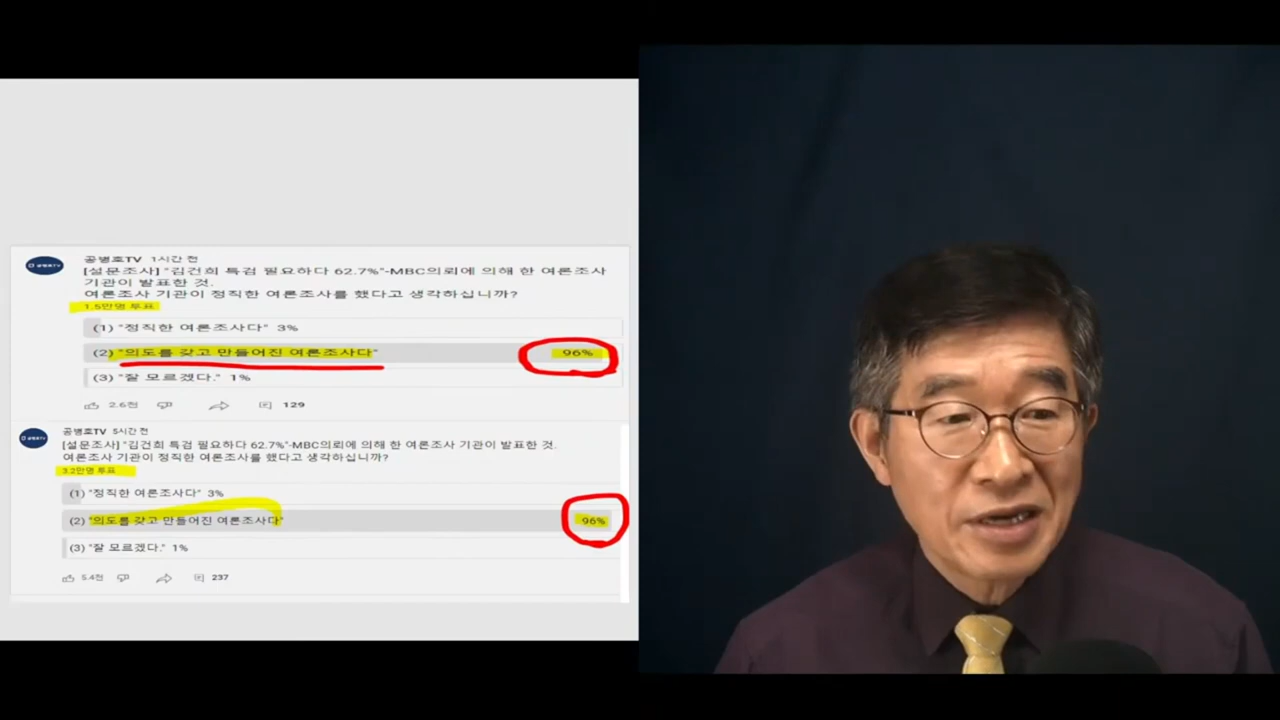 공병호TV 1시간 전
[설문조사] "김건희 특검 필요하다 62.7%"-MBC의뢰에 의해 한 여론조사
기관이 발표한 것.
여론조사 기관이 정직한 여론조사를 했다고 생각하십니까?
1.5만명 투표
(1) "정직한 여론조사다" 3%
(2) "의도를 갖고 만들어진 여론조사다" 96%
(3) "잘 모르겠다." 1%
2.6천 129
공병호TV 5시간 전
[설문조사] "김건희 특검 필요하다 62.7%"-MBC의뢰에 의해 한 여론조사 기관이 발표한 것.
여론조사 기관이 정직한 여론조사를 했다고 생각하십니까?
3.2만명 투표
(1) "정직한 여론조사다" 3%
(2) "의도를 갖고 만들어진 여론조사다" 96%
(3) "잘 모르겠다." 1%
5.4천 237